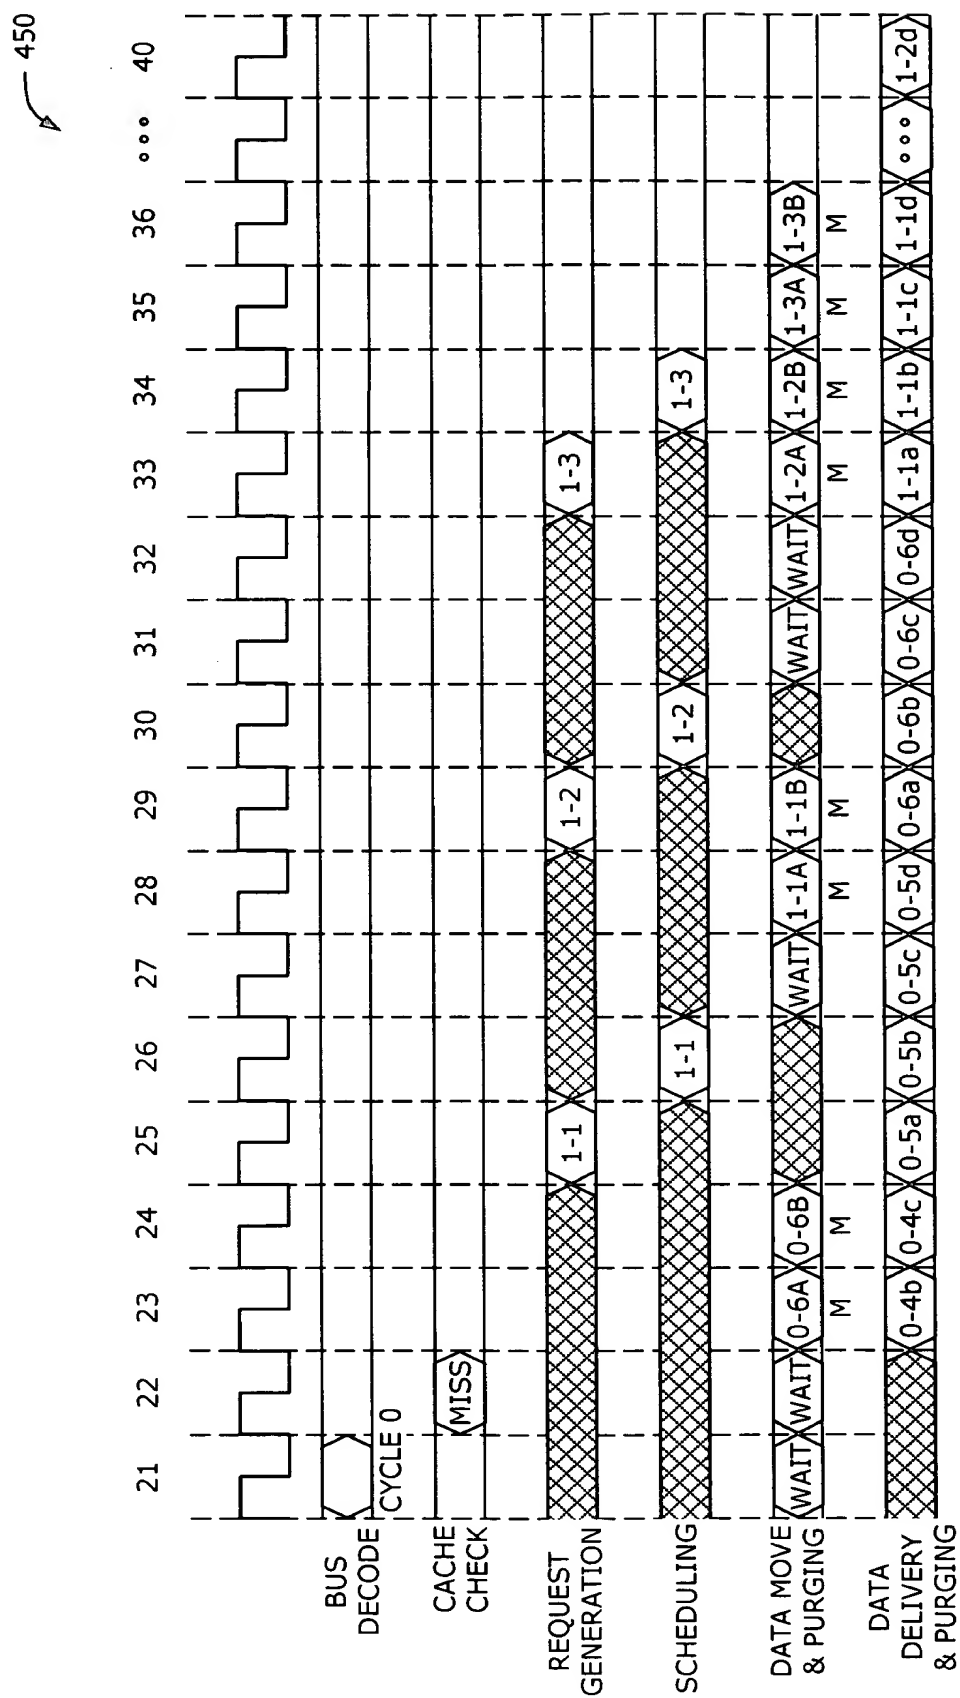 450
21 22 23 24 25 26 27 28 29 30 31 32 33 34 35 36 ooo 40
BUS
DECODE
CYCLE 0
CACHE
CHECK
MISS
REQUEST
GENERATION
1-1 1-2 1-3
SCHEDULING
1-1 1-2 1-3
DATA MOVE
& PURGING
WAIT WAIT 0-6A 0-6B WAIT 1-1A 1-1B WAIT WAIT 1-2A 1-2B 1-3A 1-3B
M M M M M M M M
DATA
DELIVERY
& PURGING
0-4b 0-4c 0-5a 0-5b 0-5c 0-5d 0-6a 0-6b 0-6c 0-6d 1-1a 1-1b 1-1c 1-1d ooo 1-2d